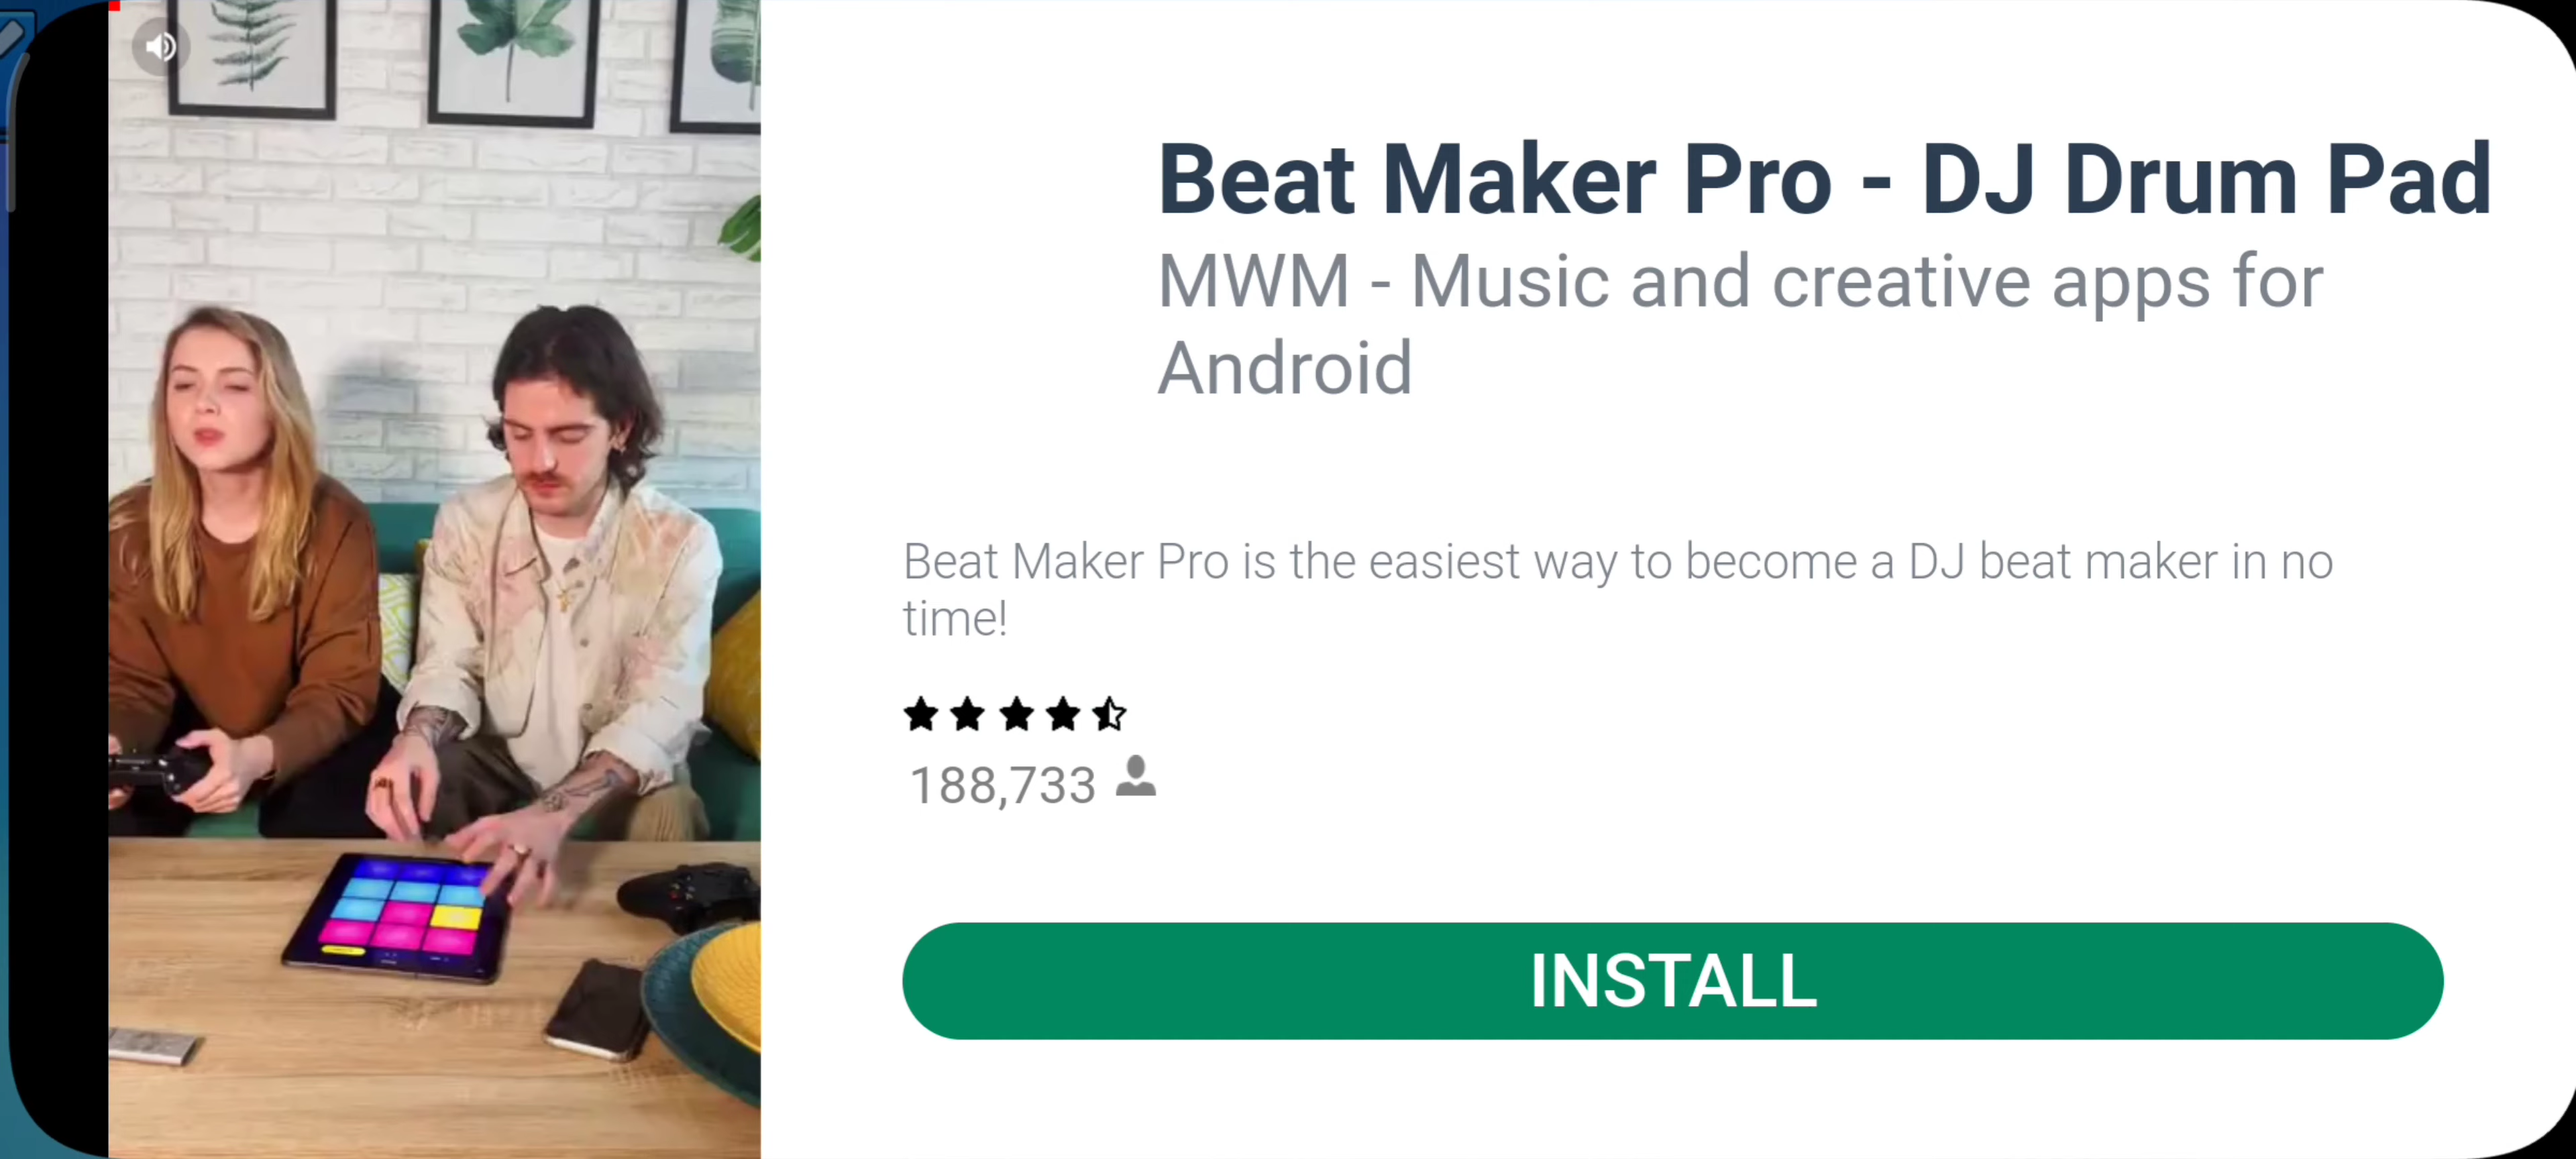 Beat Maker Pro - DJ Drum Pad
MWM - Music and creative apps for
Android
Beat Maker Pro is the easiest way to become a DJ beat maker in no
time!
188,733
INSTALL